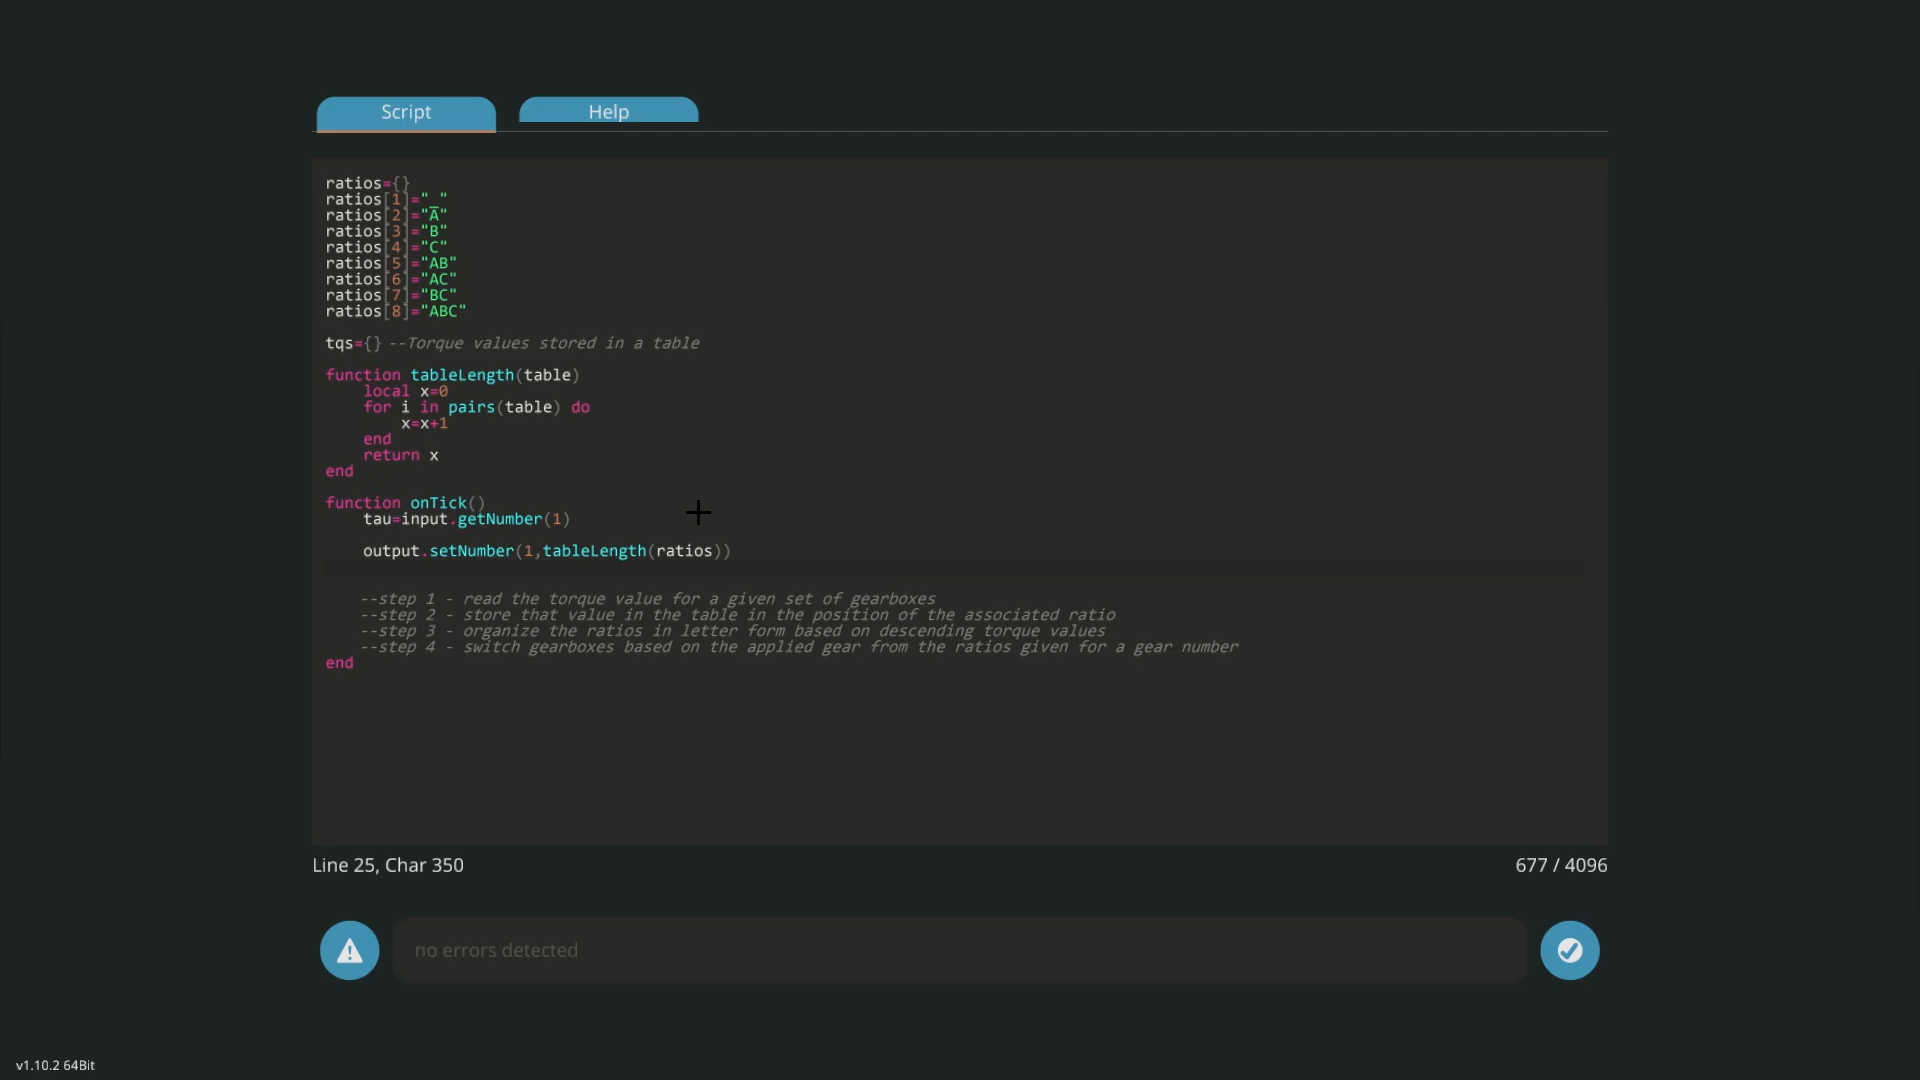 Script
Help
ratios={}
ratios[1]="_"
ratios[2]="A"
ratios[3]="B"
ratios[4]="C"
ratios[5]="AB"
ratios[6]="AC"
ratios[7]="BC"
ratios[8]="ABC"
tqs={} --Torque values stored in a table
function tableLength(table)
local x=0
for i in pairs(table) do
x=x+1
end
return x
end
function onTick()
tau=input.getNumber(1)
output.setNumber(1,tableLength(ratios))
--step 1 - read the torque value for a given set of gearboxes
--step 2 - store that value in the table in the position of the associated ratio
--step 3 - organize the ratios in letter form based on descending torque values
--step 4 - switch gearboxes based on the applied gear from the ratios given for a gear number
end
Line 25, Char 350
677 / 4096
no errors detected
v1.10.2 64Bit